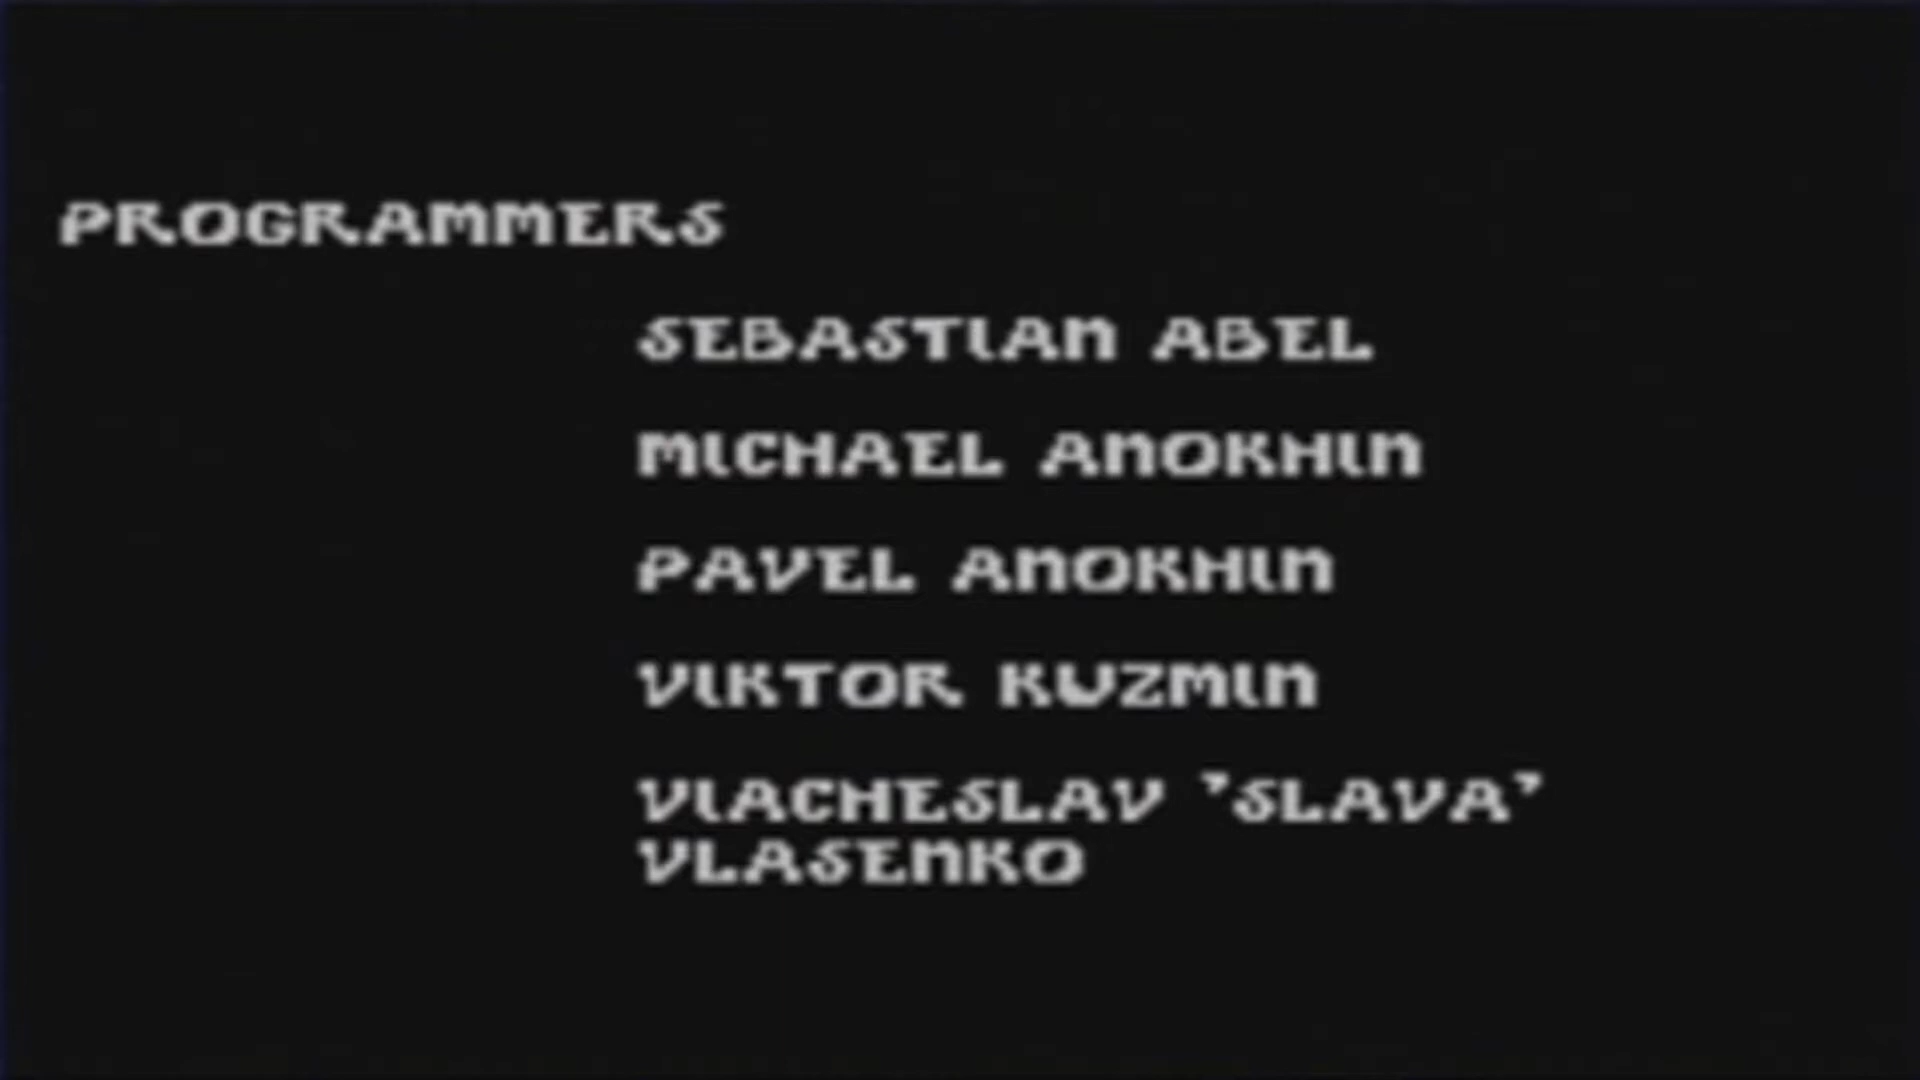 PROGRAMMERS
SEBASTIAN ABEL
MICHAEL ANOKHIN
PAVEL ANOKHIN
VIKTOR KUZMIN
VIACHESLAV 'SLAVA'
VLASENKO